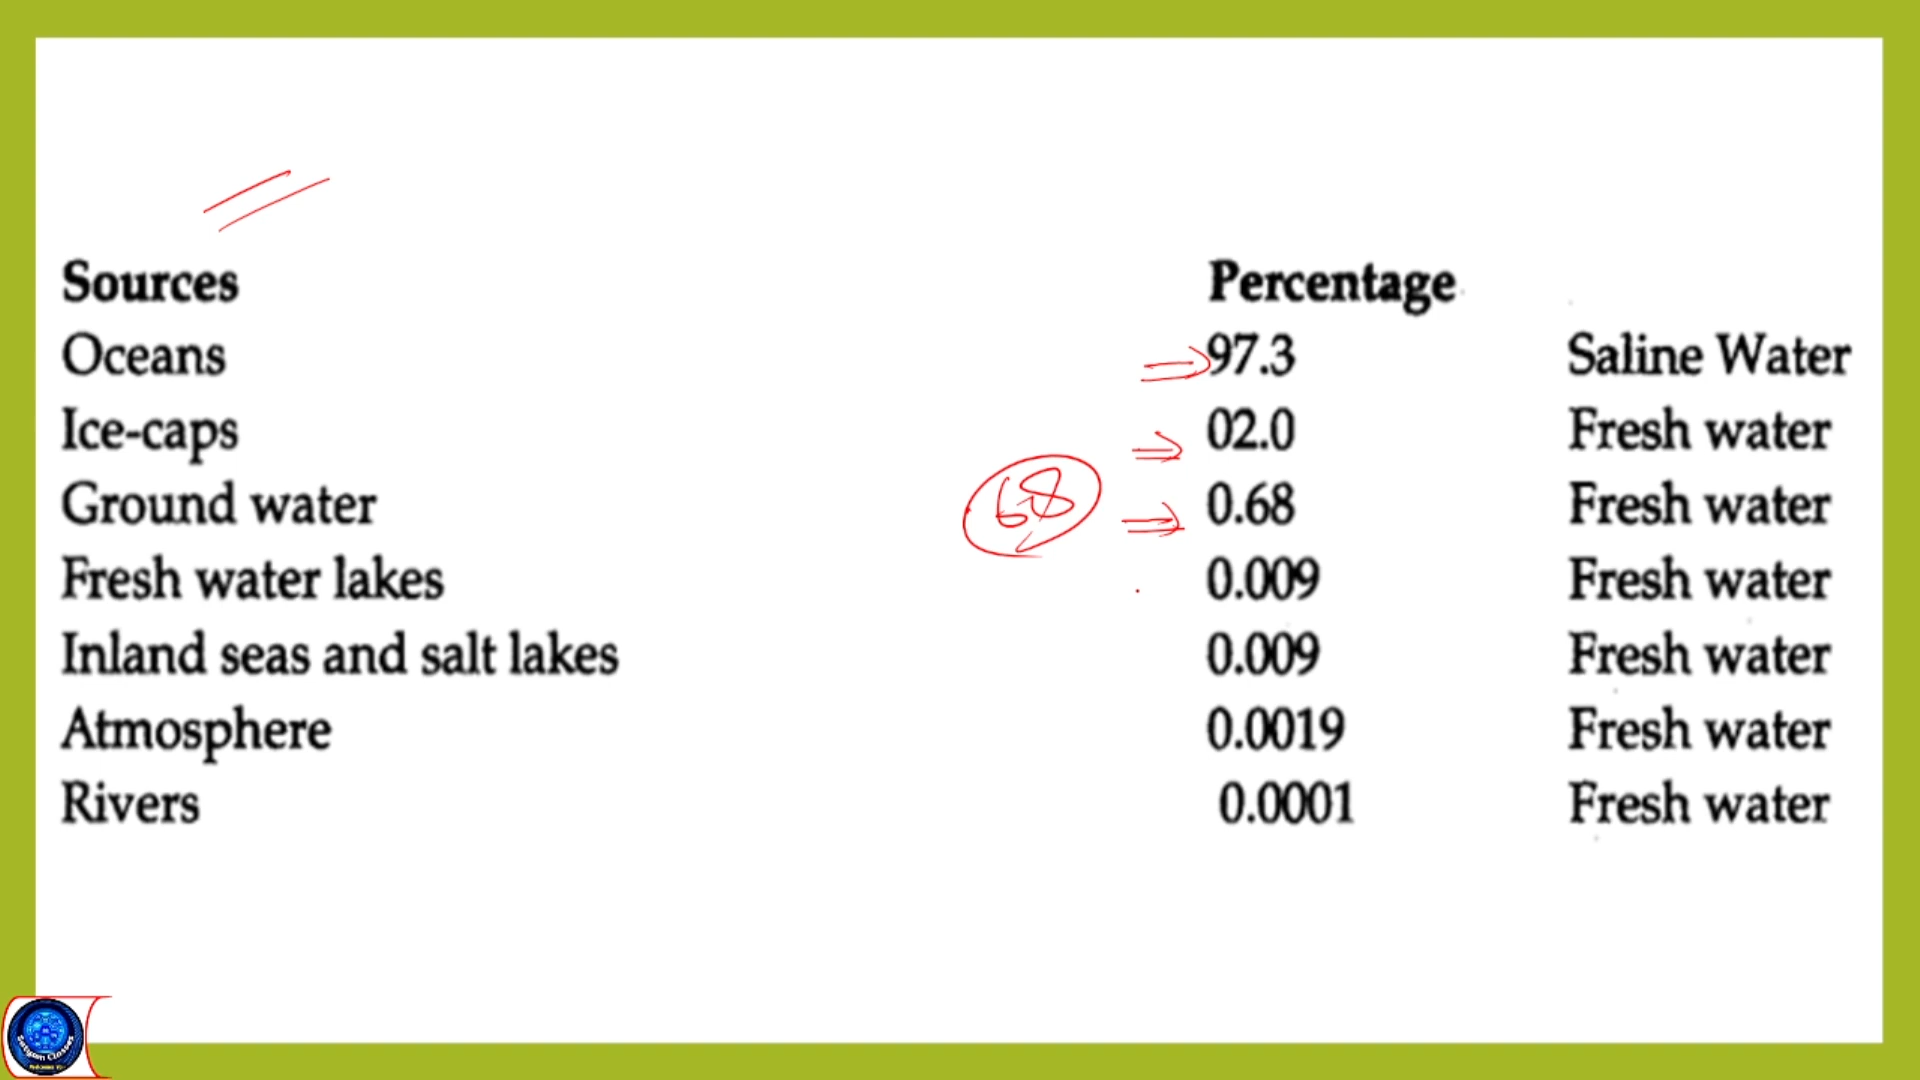 Sources Percentage
Oceans 97.3 Saline Water
Ice-caps 02.0 Fresh water
68
Ground water 0.68 Fresh water
Fresh water lakes 0.009 Fresh water
Inland seas and salt lakes 0.009 Fresh water
Atmosphere 0.0019 Fresh water
Rivers 0.0001 Fresh water